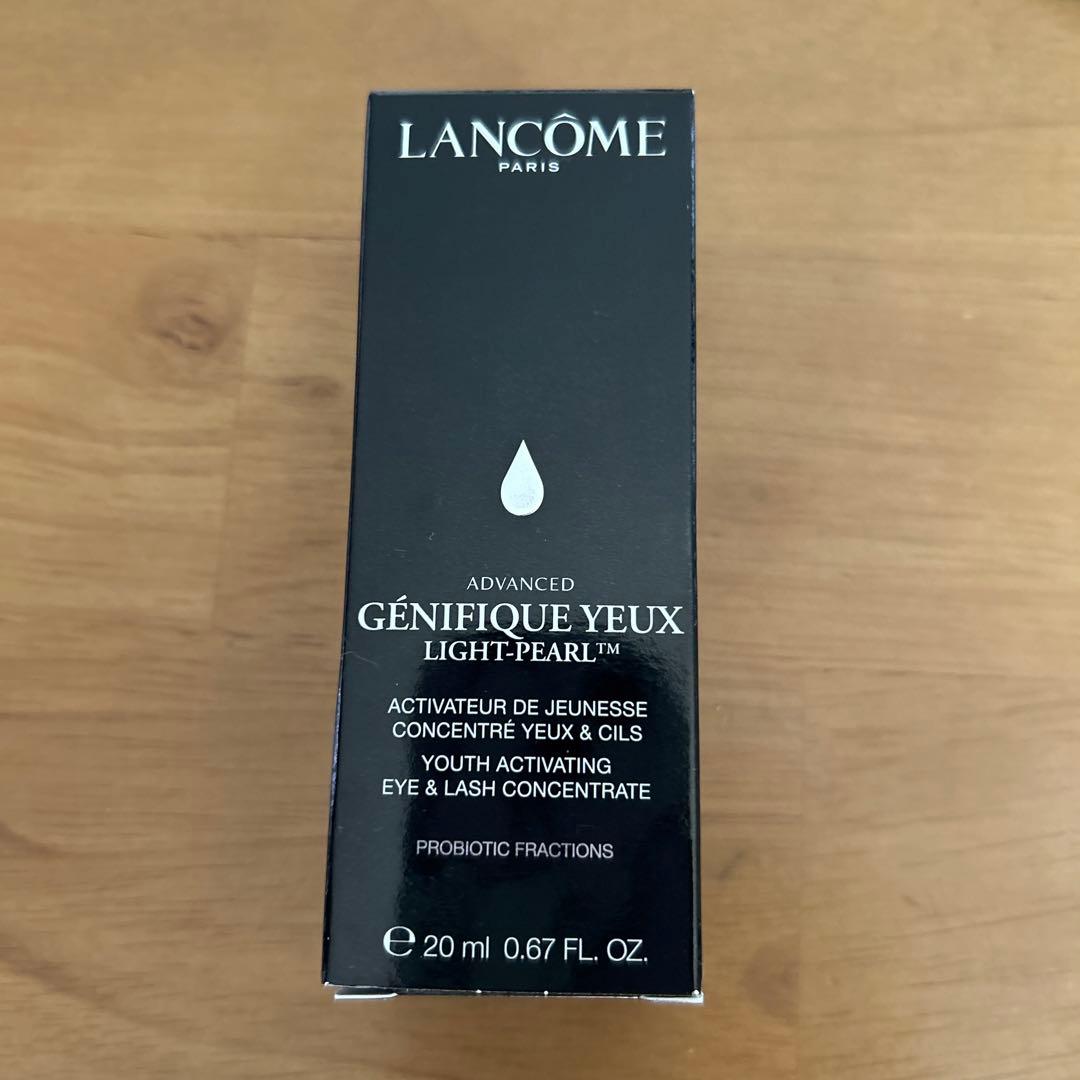 LANCÔME
PARIS
ADVANCED
GÉNIFIQUE YEUX
LIGHT-PEARL™
ACTIVATEUR DE JEUNESSE
CONCENTRÉ YEUX & CILS
YOUTH ACTIVATING
EYE & LASH CONCENTRATE
PROBIOTIC FRACTIONS
℮ 20 ml 0.67 FL. OZ.